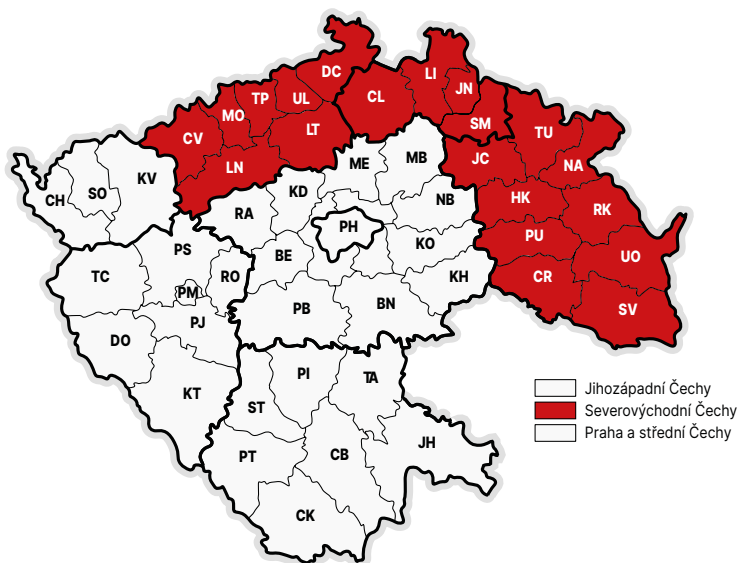 DC
LI
CL
JN
TP
UL
MO
LT
SM
CV
TU
LN
ME
MB
JC
NA
KV
CH
SO
KD
NB
HK
RK
RA
PH
PU
PS
BE
KO
UO
TC
RO
KH
CR
PM
PB
BN
SV
PJ
DO
PI
TA
KT
ST
JH
PT
CB
CK
Jihozápadní Čechy
Severovýchodní Čechy
Praha a střední Čechy